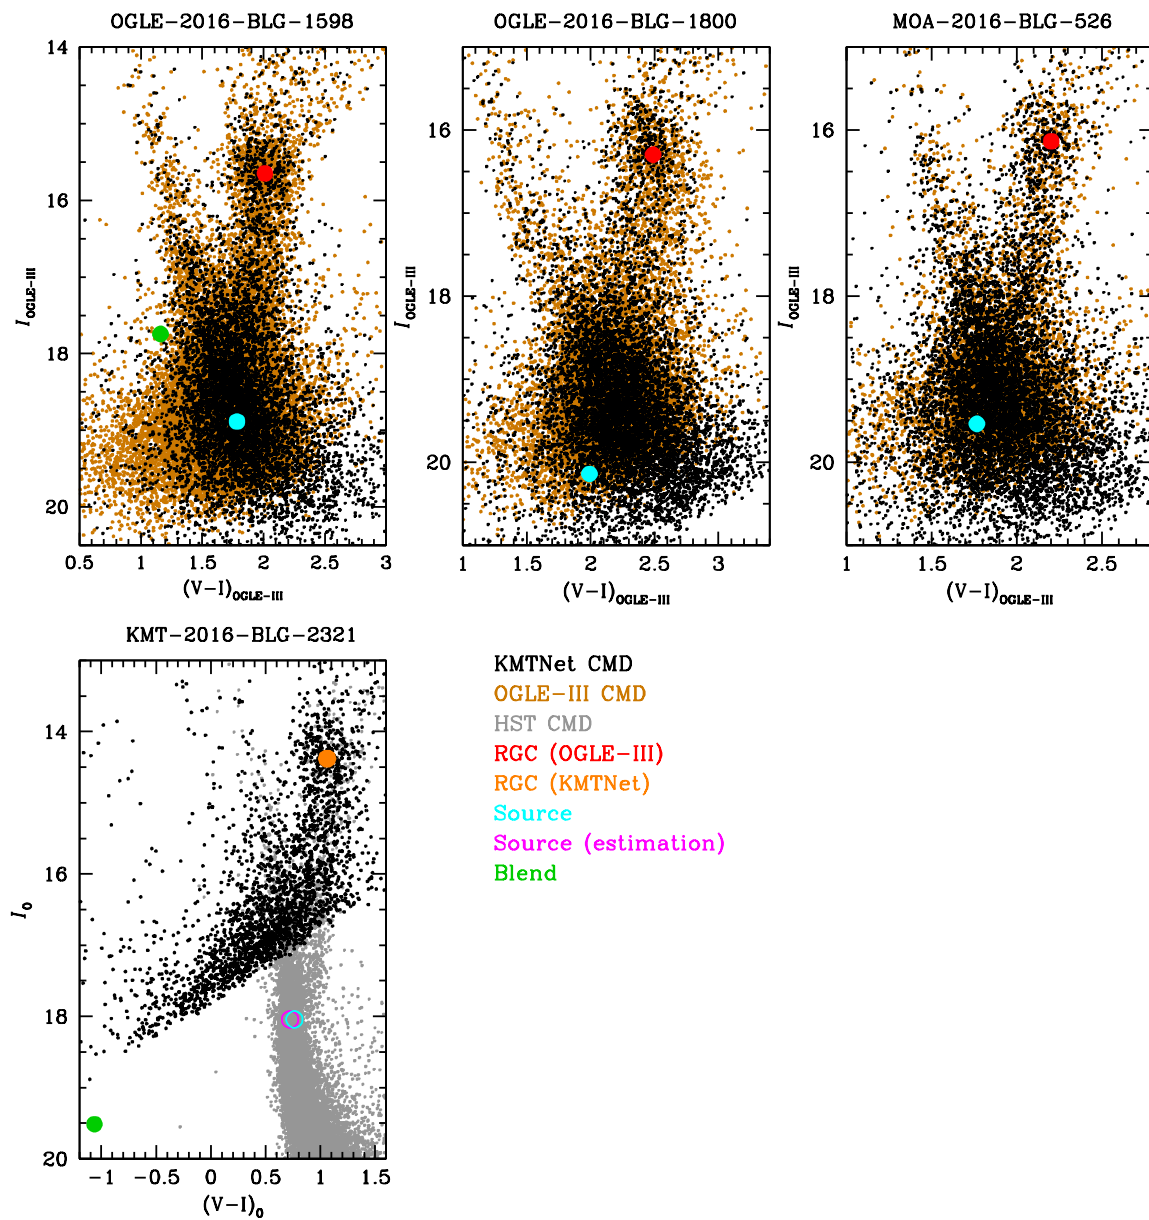 OGLE-2016-BLG-1598
OGLE-2016-BLG-1800
MOA-2016-BLG-526
14
16
18
20
I_OGLE-III
0.5 1 1.5 2 2.5 3
(V-I)_OGLE-III
16
18
20
I_OGLE-III
1 1.5 2 2.5 3
(V-I)_OGLE-III
16
18
20
I_OGLE-III
1 1.5 2 2.5
(V-I)_OGLE-III
KMT-2016-BLG-2321
14
16
18
20
I_0
-1 -0.5 0 0.5 1 1.5
(V-I)_0
KMTNet CMD
OGLE-III CMD
HST CMD
RGC (OGLE-III)
RGC (KMTNet)
Source
Source (estimation)
Blend